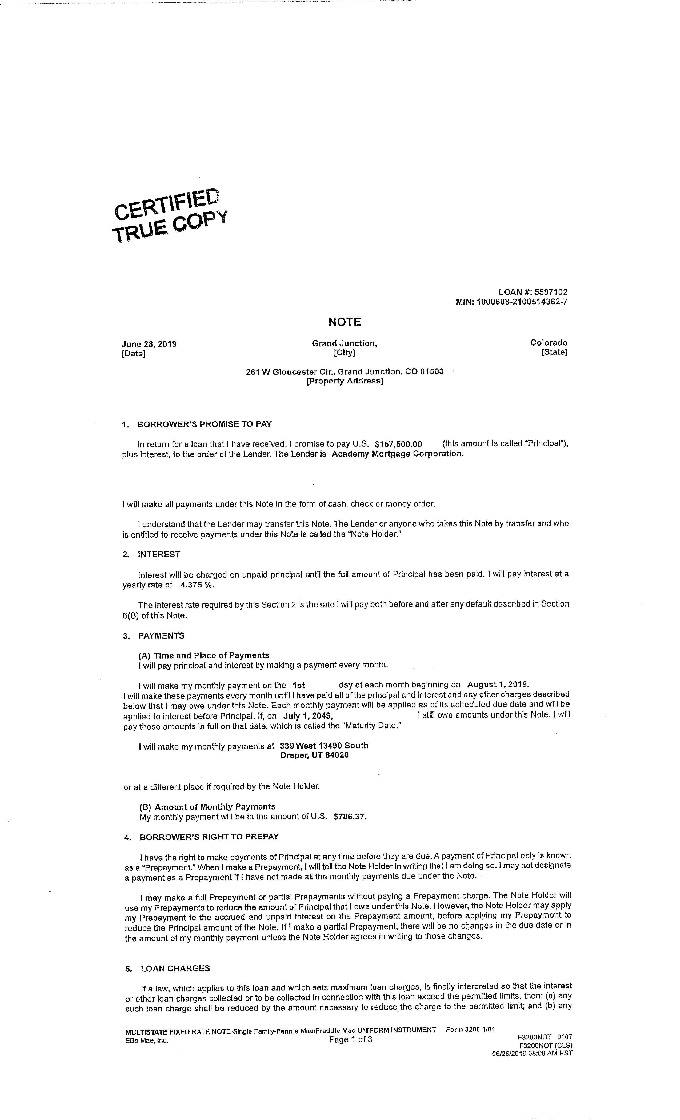 CERTIFIED
TRUE COPY
LOAN #: 5597102
MIN: 1000608-2100514362-7
NOTE
June 28, 2019 Grand Junction, Colorado
[Date] [City] [State]
261 W Gloucester Cir., Grand Junction, CO 81503
[Property Address]
1. BORROWER'S PROMISE TO PAY
In return for a loan that I have received, I promise to pay U.S. $157,500.00 (this amount is called "Principal"),
plus interest, to the order of the Lender. The Lender is Academy Mortgage Corporation.
I will make all payments under this Note in the form of cash, check or money order.
I understand that the Lender may transfer this Note. The Lender or anyone who takes this Note by transfer and who
is entitled to receive payments under this Note is called the "Note Holder."
2. INTEREST
Interest will be charged on unpaid principal until the full amount of Principal has been paid. I will pay interest at a
yearly rate of 4.375 %.
The interest rate required by this Section 2 is the rate I will pay both before and after any default described in Section
6(B) of this Note.
3. PAYMENTS
(A) Time and Place of Payments
I will pay principal and interest by making a payment every month.
I will make my monthly payment on the 1st day of each month beginning on August 1, 2019.
I will make these payments every month until I have paid all of the principal and interest and any other charges described
below that I may owe under this Note. Each monthly payment will be applied as of its scheduled due date and will be
applied to interest before Principal. If, on July 1, 2049, I still owe amounts under this Note, I will
pay those amounts in full on that date, which is called the "Maturity Date."
I will make my monthly payments at 339 West 13490 South
Draper, UT 84020
or at a different place if required by the Note Holder.
(B) Amount of Monthly Payments
My monthly payment will be in the amount of U.S. $786.37.
4. BORROWER'S RIGHT TO PREPAY
I have the right to make payments of Principal at any time before they are due. A payment of Principal only is known
as a "Prepayment." When I make a Prepayment, I will tell the Note Holder in writing that I am doing so. I may not designate
a payment as a Prepayment if I have not made all the monthly payments due under the Note.
I may make a full Prepayment or partial Prepayments without paying a Prepayment charge. The Note Holder will
use my Prepayments to reduce the amount of Principal that I owe under this Note. However, the Note Holder may apply
my Prepayment to the accrued and unpaid interest on the Prepayment amount, before applying my Prepayment to
reduce the Principal amount of the Note. If I make a partial Prepayment, there will be no changes in the due date or in
the amount of my monthly payment unless the Note Holder agrees in writing to those changes.
5. LOAN CHARGES
If a law, which applies to this loan and which sets maximum loan charges, is finally interpreted so that the interest
or other loan charges collected or to be collected in connection with this loan exceed the permitted limits, then: (a) any
such loan charge shall be reduced by the amount necessary to reduce the charge to the permitted limit; and (b) any
MULTISTATE FIXED RATE NOTE-Single Family-Fannie Mae/Freddie Mac UNIFORM INSTRUMENT Form 3200 1/01
Ellie Mae, Inc. Page 1 of 3 F3200NOT 0107
F3200NOT (CLS)